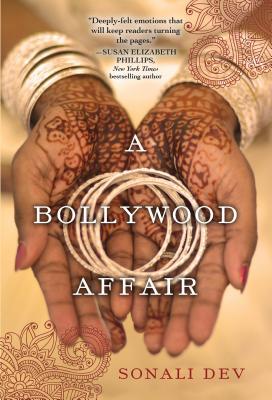 "Deeply-felt emotions that
will keep readers turning
the pages."
—SUSAN ELIZABETH
PHILLIPS,
New York Times
bestselling author
A
BOLLYWOOD
AFFAIR
SONALI DEV